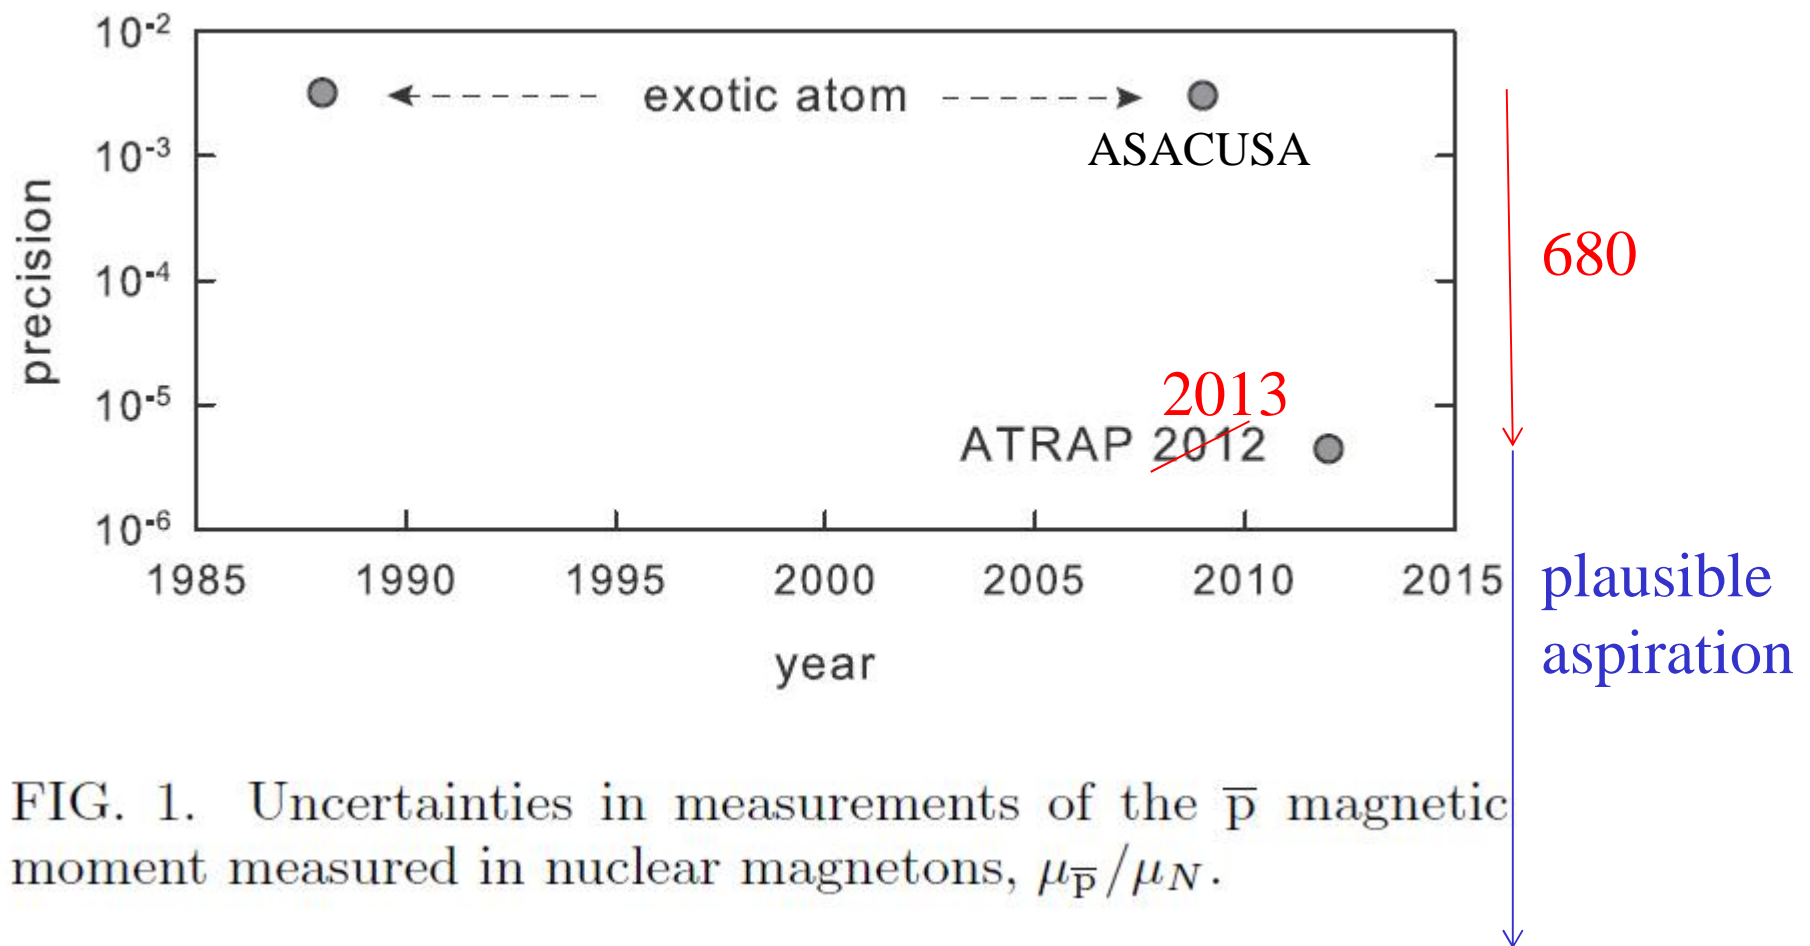 10⁻²
exotic atom
ASACUSA
10⁻³
680
10⁻⁴
precision
2013
10⁻⁵
ATRAP 2012
10⁻⁶
1985 1990 1995 2000 2005 2010 2015
plausible
aspiration
year
FIG. 1. Uncertainties in measurements of the p̅ magnetic
moment measured in nuclear magnetons, μp̅/μN.